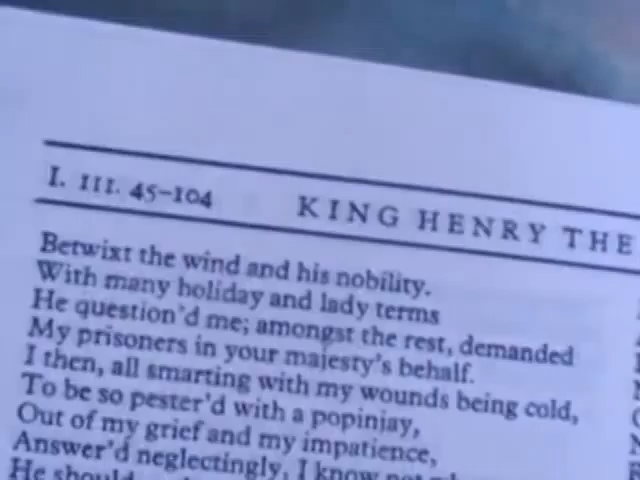 I. III. 45–104 KING HENRY THE
Betwixt the wind and his nobility.
With many holiday and lady terms
He question'd me; amongst the rest, demanded
My prisoners in your majesty's behalf.
I then, all smarting with my wounds being cold,
To be so pester'd with a popinjay,
Out of my grief and my impatience,
Answer'd neglectingly, I know not
He should